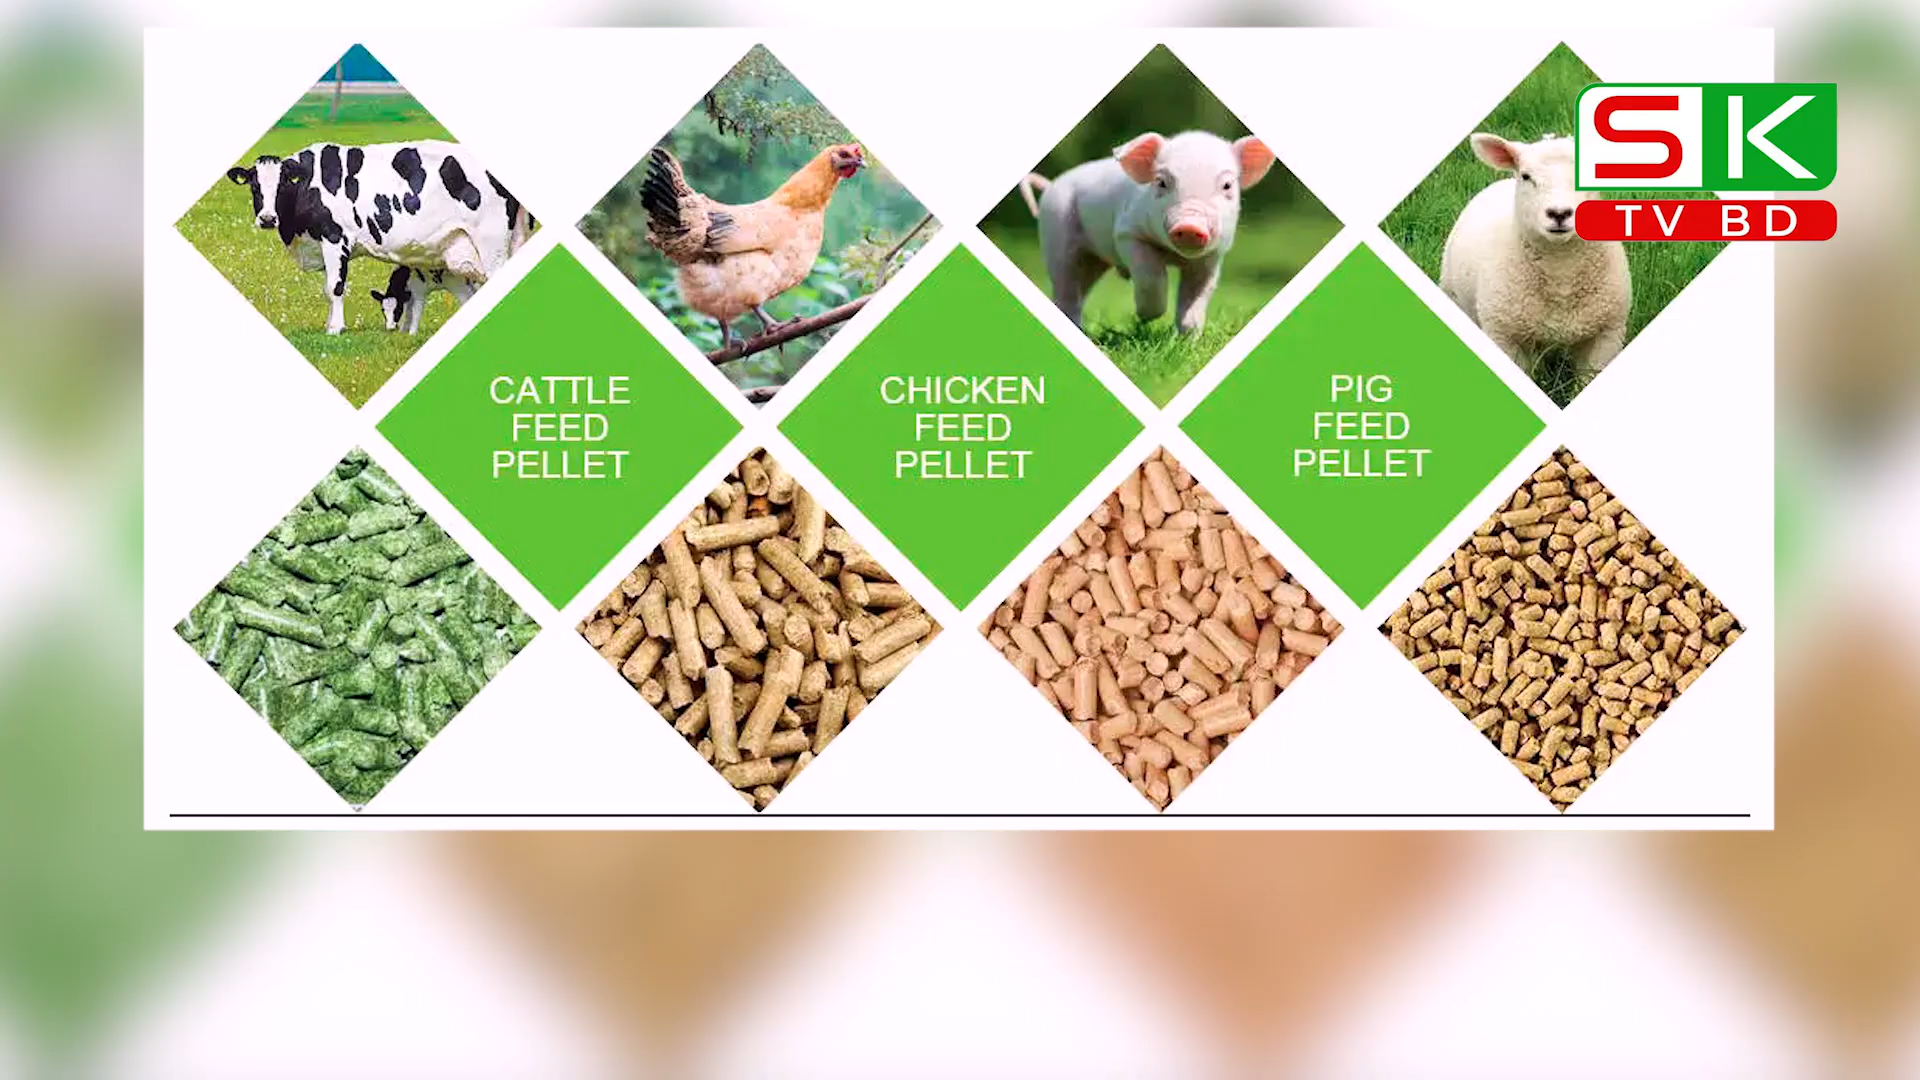 SK
TV BD
CATTLE
FEED
PELLET
CHICKEN
FEED
PELLET
PIG
FEED
PELLET